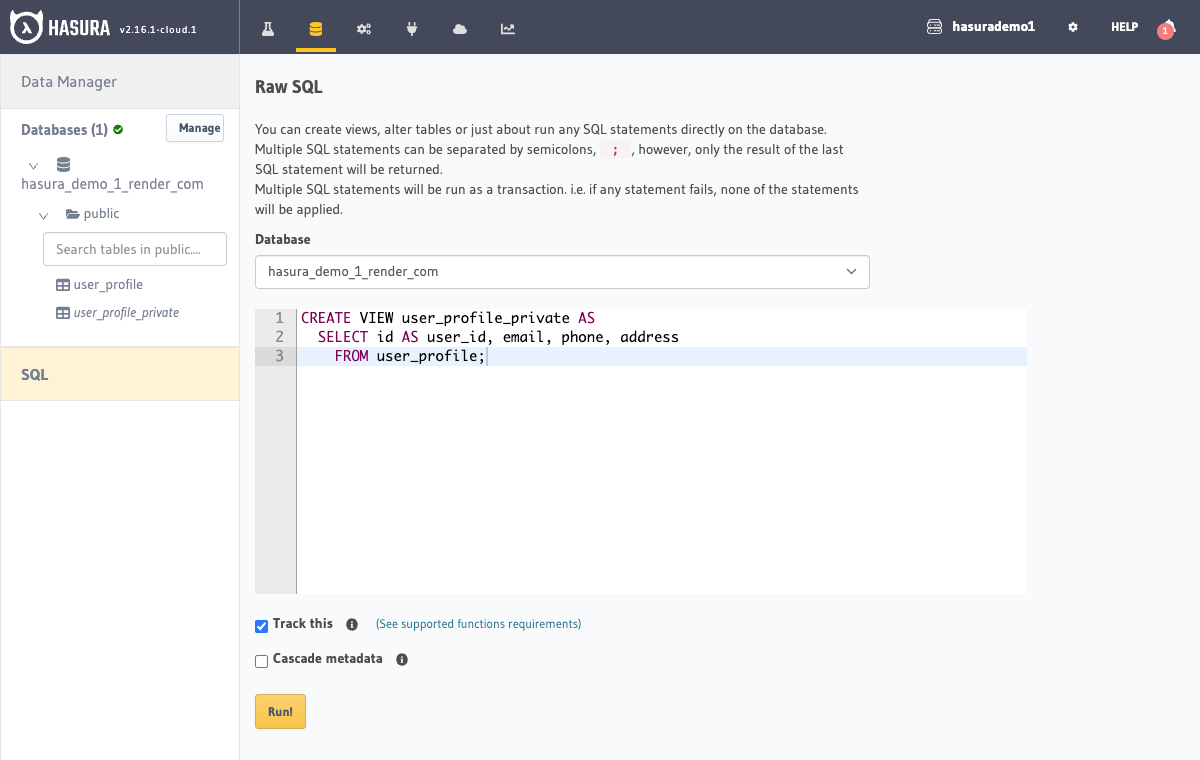 HASURA v2.16.1-cloud.1
hasurademo1
HELP
1
Data Manager
Databases (1)
Manage
hasura_demo_1_render_com
public
Search tables in public....
user_profile
user_profile_private
SQL
Raw SQL
You can create views, alter tables or just about run any SQL statements directly on the database.
Multiple SQL statements can be separated by semicolons, ; , however, only the result of the last
SQL statement will be returned.
Multiple SQL statements will be run as a transaction. i.e. if any statement fails, none of the statements
will be applied.
Database
hasura_demo_1_render_com
1 CREATE VIEW user_profile_private AS
2 SELECT id AS user_id, email, phone, address
3 FROM user_profile;
Track this (See supported functions requirements)
Cascade metadata
Run!